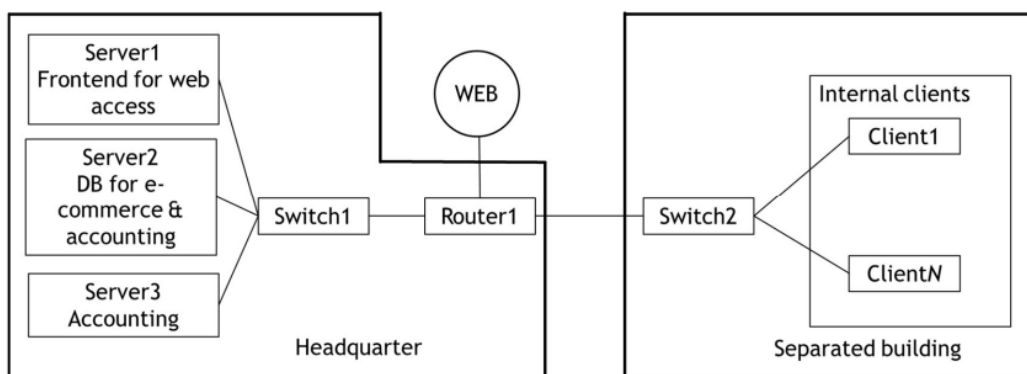 Server1
Frontend for web
access
Server2
DB for e-
commerce &
accounting
Server3
Accounting
Switch1
Router1
WEB
Headquarter
Switch2
Internal clients
Client1
ClientN
Separated building